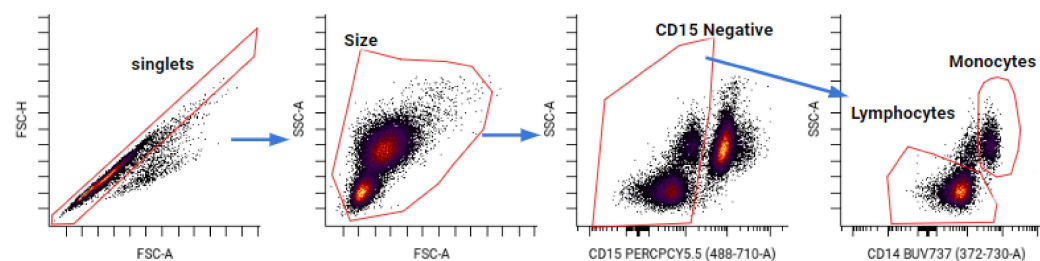 singlets
FSC-H
FSC-A
Size
SSC-A
FSC-A
CD15 Negative
SSC-A
CD15 PERCPCY5.5 (488-710-A)
Monocytes
Lymphocytes
SSC-A
CD14 BUV737 (372-730-A)